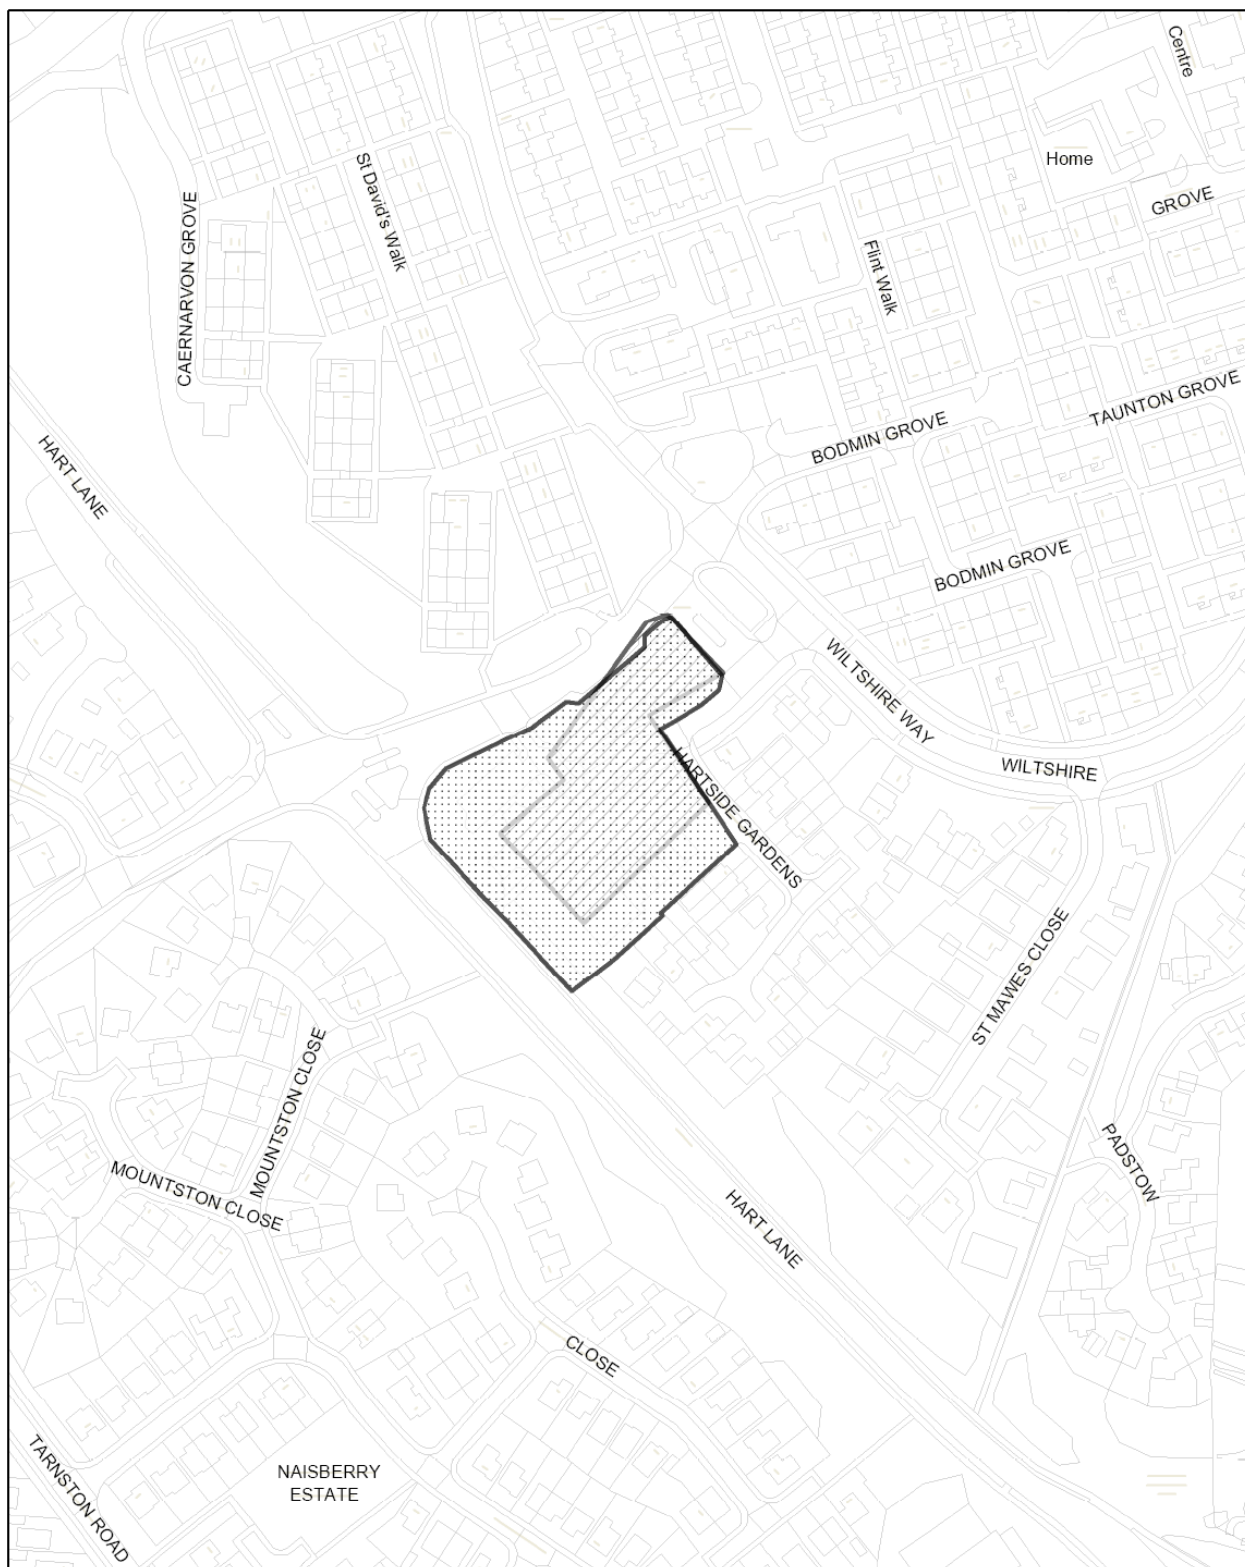 Centre
Home
GROVE
St David's Walk
CAERNARVON GROVE
Flint Walk
TAUNTON GROVE
BODMIN GROVE
HART LANE
BODMIN GROVE
WILTSHIRE WAY
WILTSHIRE
HARTSIDE GARDENS
ST MAWES CLOSE
MOUNTSTON CLOSE
PADSTOW
MOUNTSTON CLOSE
HART LANE
CLOSE
NAISBERRY
ESTATE
TARNSTON ROAD